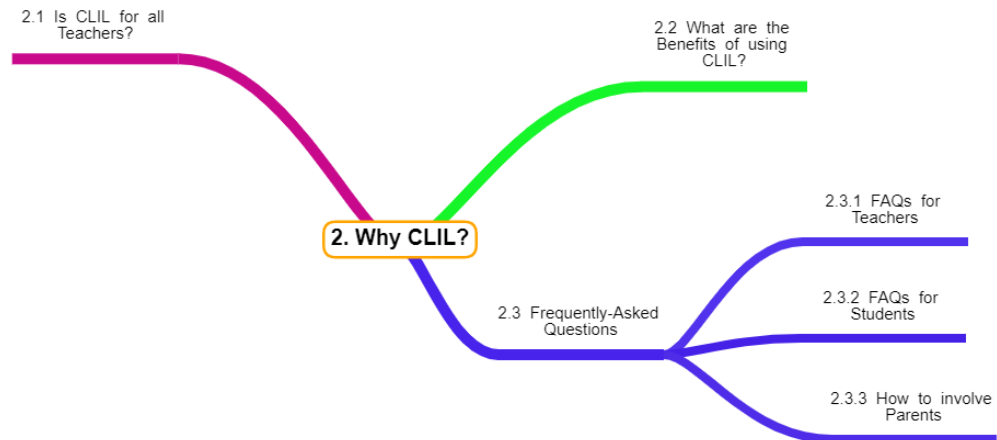 2.1 Is CLIL for all
Teachers?
2.2 What are the
Benefits of using
CLIL?
2. Why CLIL?
2.3 Frequently-Asked
Questions
2.3.1 FAQs for
Teachers
2.3.2 FAQs for
Students
2.3.3 How to involve
Parents